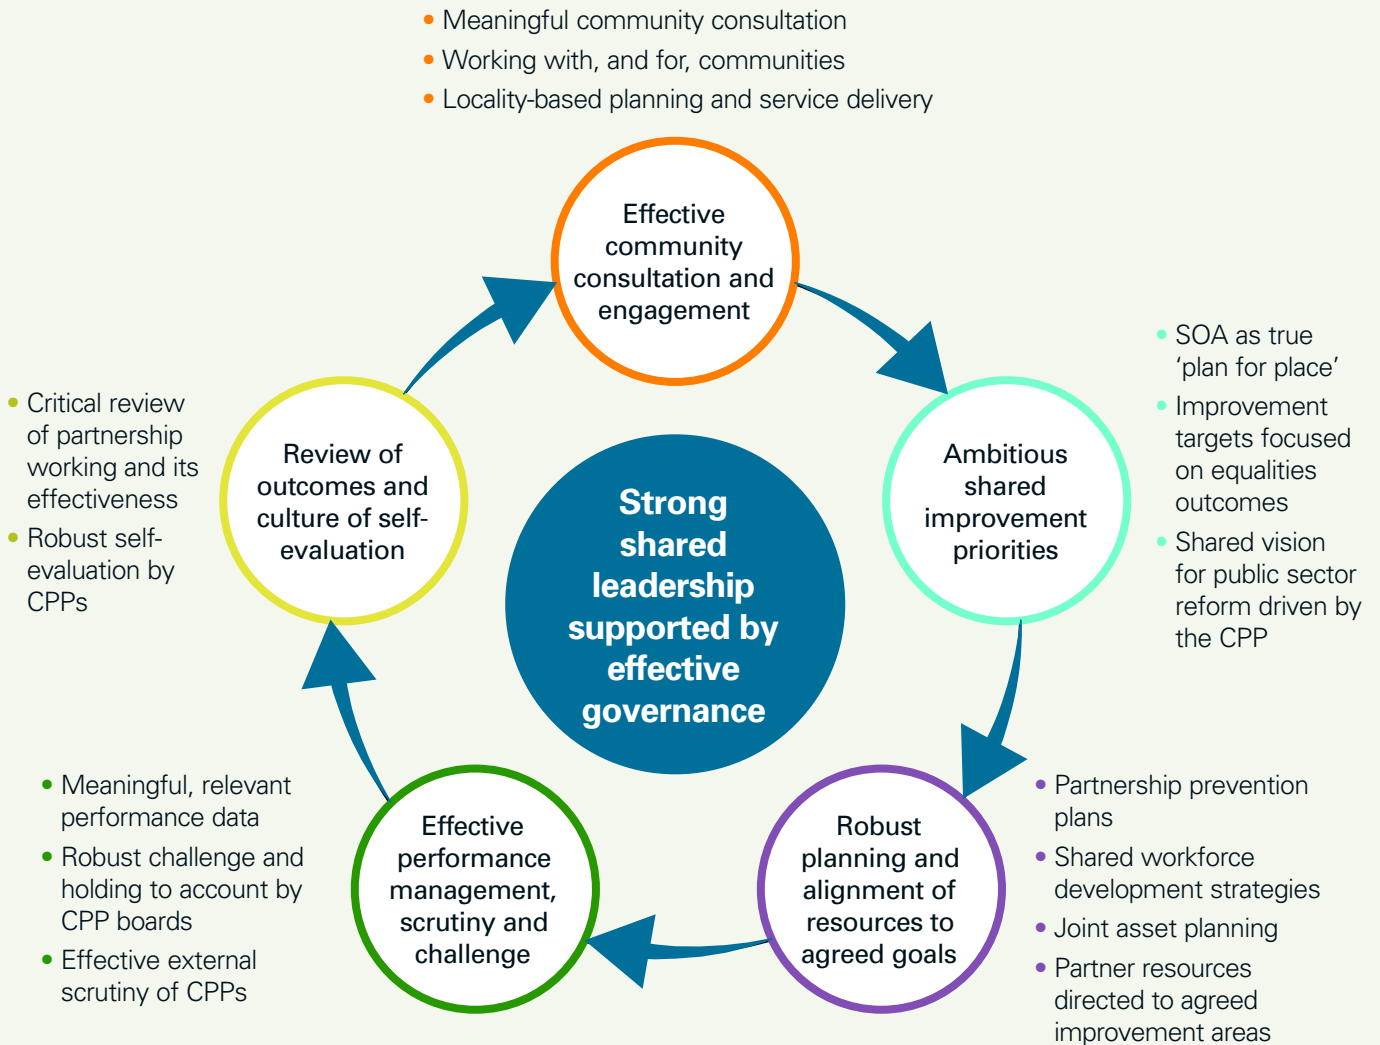 • Meaningful community consultation
• Working with, and for, communities
• Locality-based planning and service delivery
Effective
community
consultation and
engagement
• SOA as true
‘plan for place’
• Improvement
targets focused
on equalities
outcomes
• Shared vision
for public sector
reform driven by
the CPP
Ambitious
shared
improvement
priorities
• Critical review
of partnership
working and its
effectiveness
• Robust self-
evaluation by
CPPs
Review of
outcomes and
culture of self-
evaluation
Strong
shared
leadership
supported by
effective
governance
• Meaningful, relevant
performance data
• Robust challenge and
holding to account by
CPP boards
• Effective external
scrutiny of CPPs
Effective
performance
management,
scrutiny and
challenge
Robust
planning and
alignment of
resources to
agreed goals
• Partnership prevention
plans
• Shared workforce
development strategies
• Joint asset planning
• Partner resources
directed to agreed
improvement areas